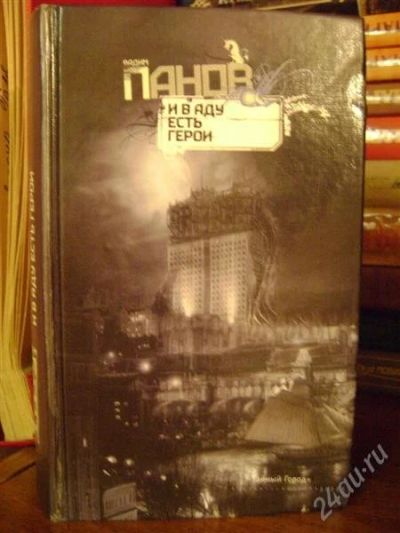 ВАДИМ
ПАНОВ
И В АДУ
ЕСТЬ
ГЕРОИ
И В АДУ ЕСТЬ ГЕРОИ
Тайный Город
24au.ru